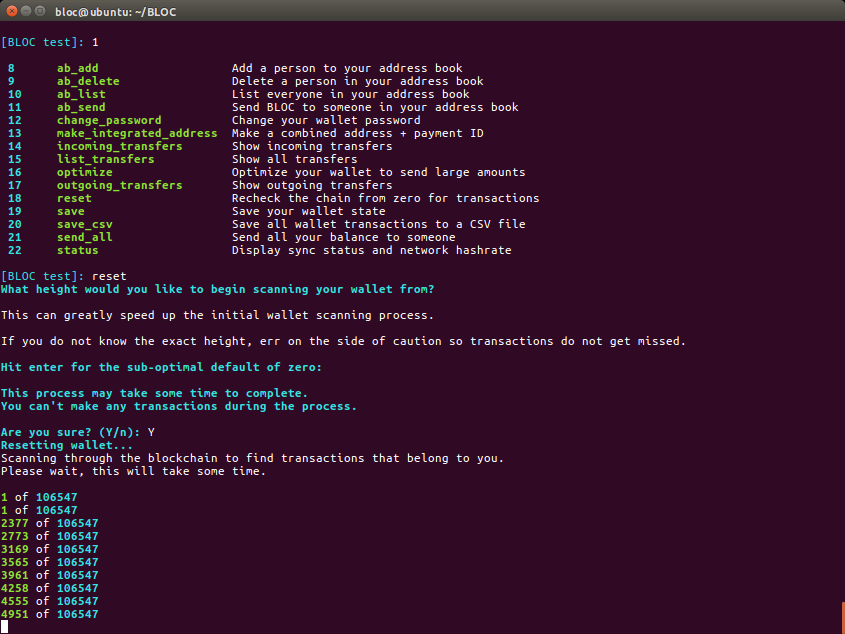 bloc@ubuntu: ~/BLOC
[BLOC test]: 1
8 ab_add Add a person to your address book
9 ab_delete Delete a person in your address book
10 ab_list List everyone in your address book
11 ab_send Send BLOC to someone in your address book
12 change_password Change your wallet password
13 make_integrated_address Make a combined address + payment ID
14 incoming_transfers Show incoming transfers
15 list_transfers Show all transfers
16 optimize Optimize your wallet to send large amounts
17 outgoing_transfers Show outgoing transfers
18 reset Recheck the chain from zero for transactions
19 save Save your wallet state
20 save_csv Save all wallet transactions to a CSV file
21 send_all Send all your balance to someone
22 status Display sync status and network hashrate
[BLOC test]: reset
What height would you like to begin scanning your wallet from?
This can greatly speed up the initial wallet scanning process.
If you do not know the exact height, err on the side of caution so transactions do not get missed.
Hit enter for the sub-optimal default of zero:
This process may take some time to complete.
You can't make any transactions during the process.
Are you sure? (Y/n): Y
Resetting wallet...
Scanning through the blockchain to find transactions that belong to you.
Please wait, this will take some time.
1 of 106547
1 of 106547
2377 of 106547
2773 of 106547
3169 of 106547
3565 of 106547
3961 of 106547
4258 of 106547
4555 of 106547
4951 of 106547